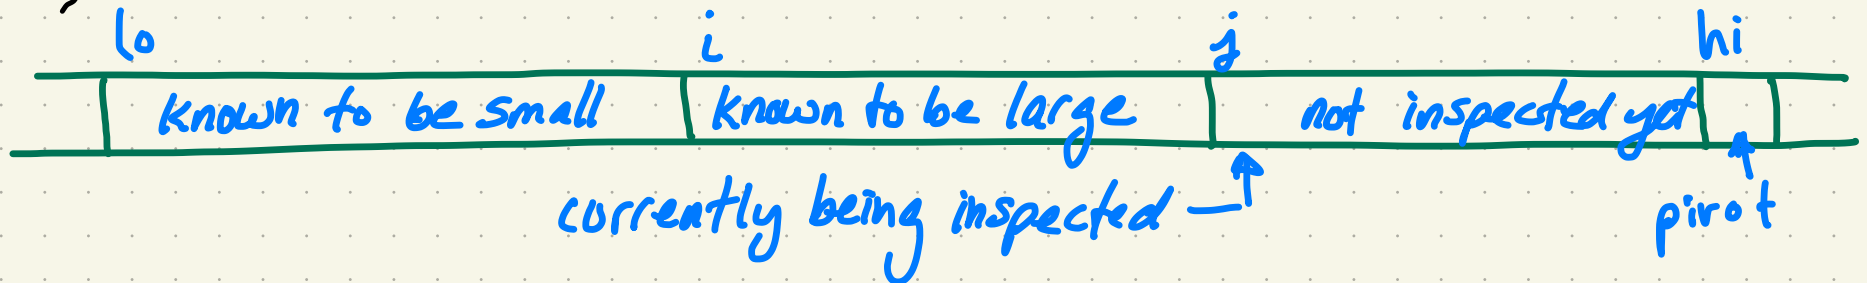 lo i j hi
known to be small known to be large not inspected yet
currently being inspected pivot